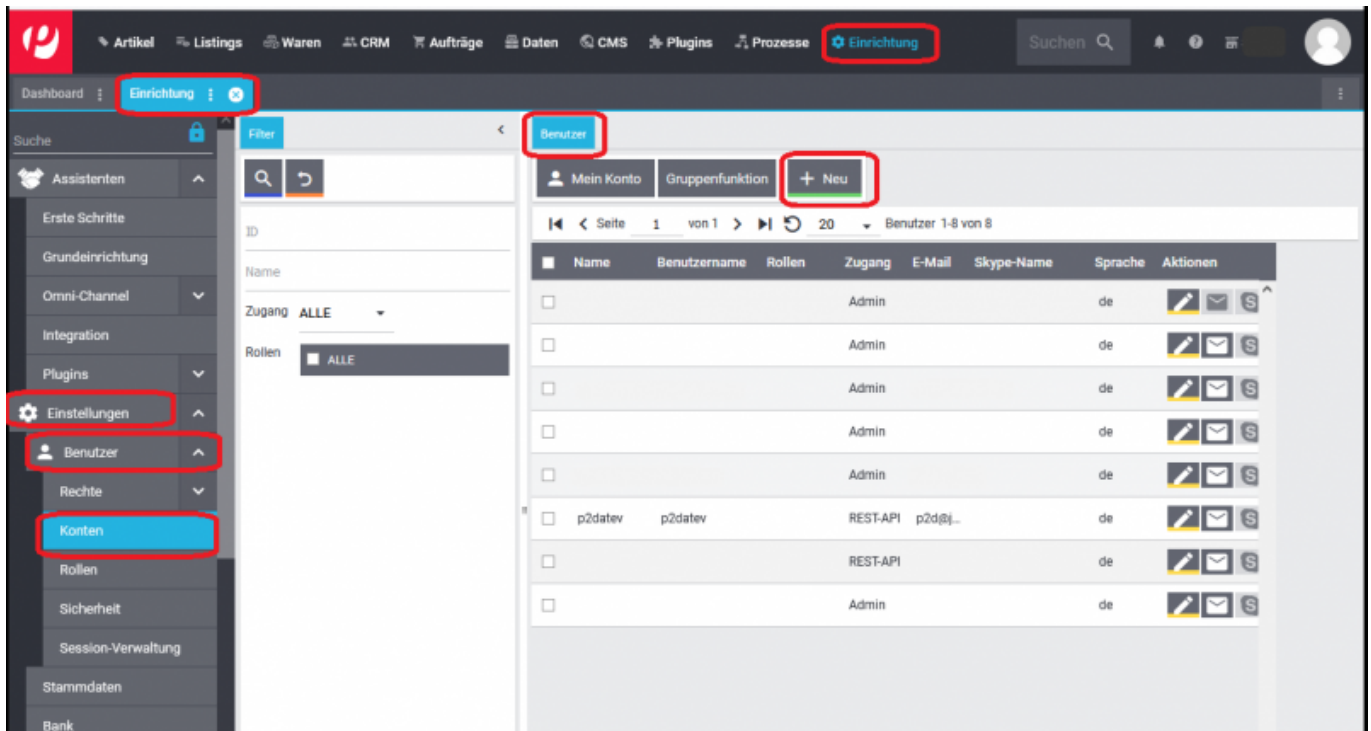 Artikel Listings Waren CRM Aufträge Daten CMS Plugins Prozesse Einrichtung Suchen
Dashboard Einrichtung
Suche
Assistenten
Erste Schritte
Grundeinrichtung
Omni-Channel
Integration
Plugins
Einstellungen
Benutzer
Rechte
Konten
Rollen
Sicherheit
Session-Verwaltung
Stammdaten
Bank
Filter
ID
Name
Zugang ALLE
Rollen ALLE
Benutzer
Mein Konto Gruppenfunktion + Neu
Seite 1 von 1 20 Benutzer 1-8 von 8
Name Benutzername Rollen Zugang E-Mail Skype-Name Sprache Aktionen
Admin de
Admin de
Admin de
Admin de
Admin de
p2datev p2datev REST-API p2d@j... de
REST-API de
Admin de